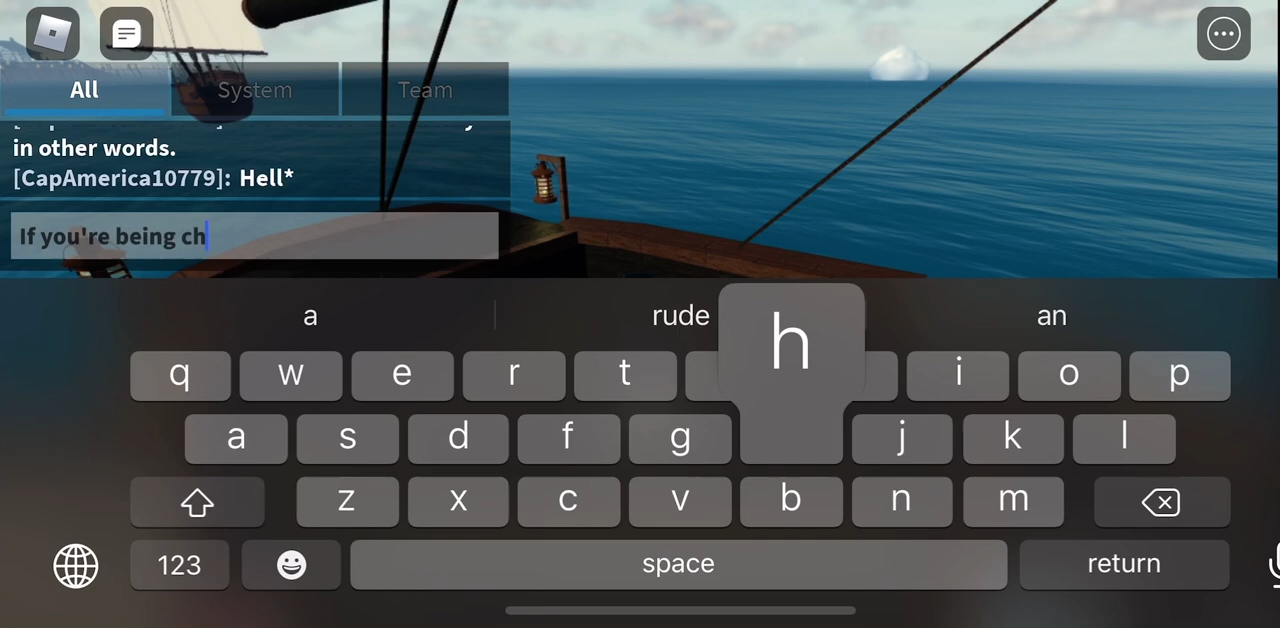 All System Team
in other words.
[CapAmerica10779]: Hell*
If you're being ch
a rude an
h
q w e r t i o p
a s d f g j k l
z x c v b n m
123 space return